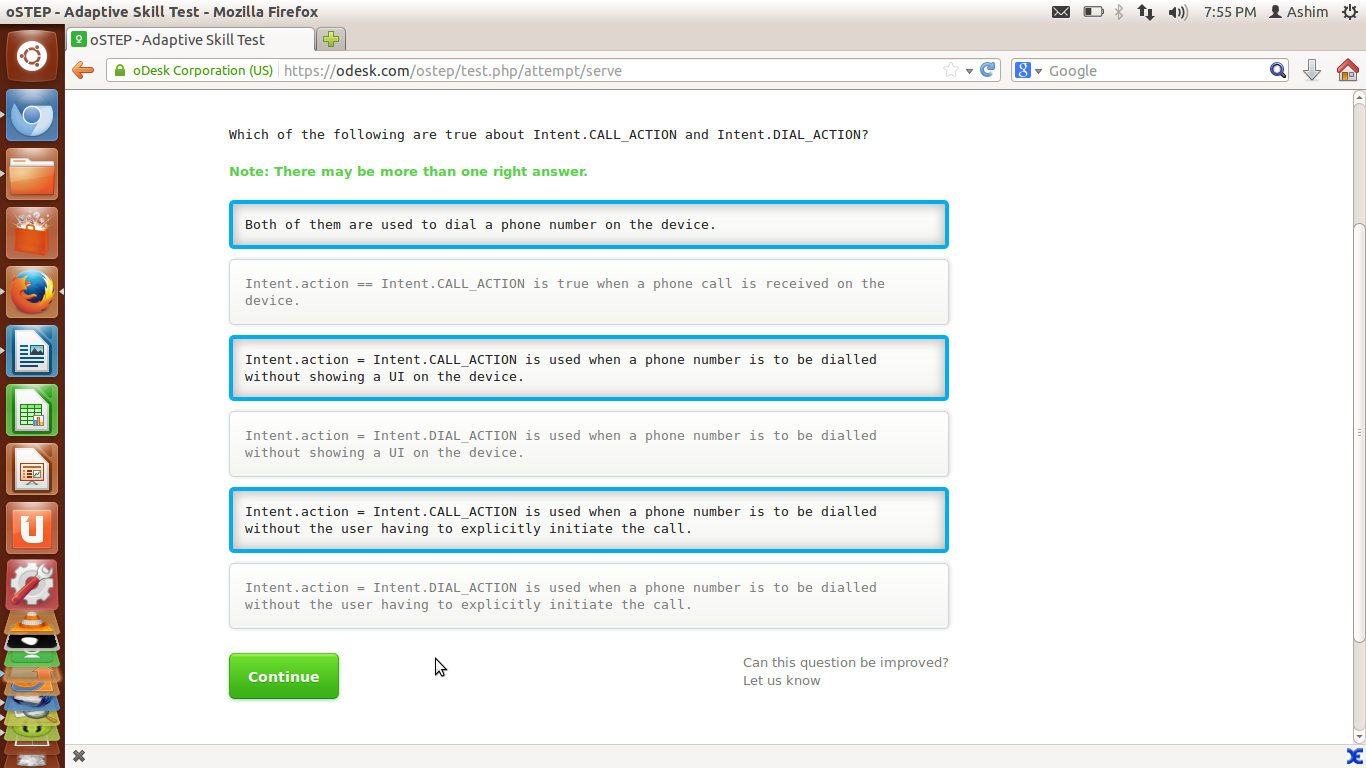 oSTEP - Adaptive Skill Test - Mozilla Firefox
7:55 PM
Ashim
oSTEP - Adaptive Skill Test
oDesk Corporation (US)
https://odesk.com/ostep/test.php/attempt/serve
Google
Which of the following are true about Intent.CALL_ACTION and Intent.DIAL_ACTION?
Note: There may be more than one right answer.
Both of them are used to dial a phone number on the device.
Intent.action == Intent.CALL_ACTION is true when a phone call is received on the
device.
Intent.action = Intent.CALL_ACTION is used when a phone number is to be dialled
without showing a UI on the device.
Intent.action = Intent.DIAL_ACTION is used when a phone number is to be dialled
without showing a UI on the device.
Intent.action = Intent.CALL_ACTION is used when a phone number is to be dialled
without the user having to explicitly initiate the call.
Intent.action = Intent.DIAL_ACTION is used when a phone number is to be dialled
without the user having to explicitly initiate the call.
Continue
Can this question be improved?
Let us know